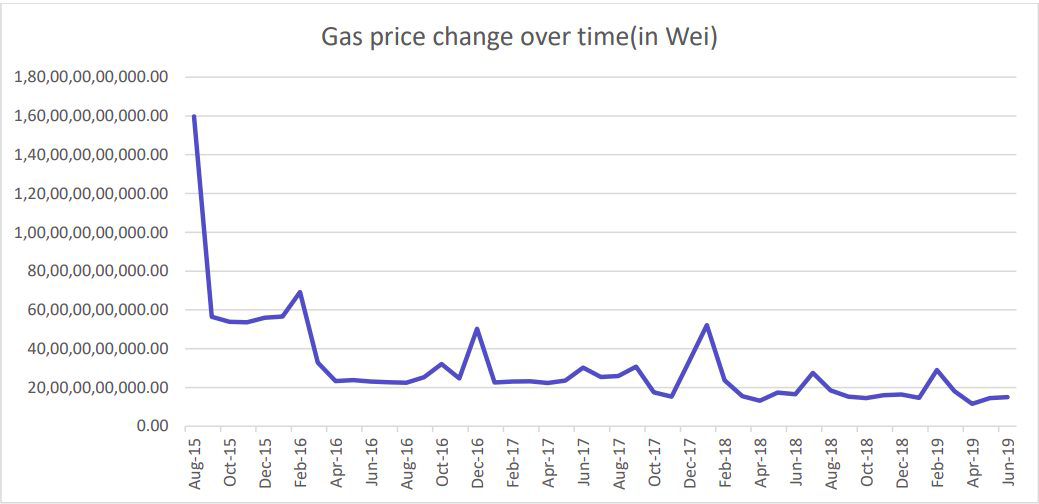 Gas price change over time(in Wei)
1,80,00,00,00,000.00
1,60,00,00,00,000.00
1,40,00,00,00,000.00
1,20,00,00,00,000.00
1,00,00,00,00,000.00
80,00,00,00,000.00
60,00,00,00,000.00
40,00,00,00,000.00
20,00,00,00,000.00
0.00
Aug-15
Oct-15
Dec-15
Feb-16
Apr-16
Jun-16
Aug-16
Oct-16
Dec-16
Feb-17
Apr-17
Jun-17
Aug-17
Oct-17
Dec-17
Feb-18
Apr-18
Jun-18
Aug-18
Oct-18
Dec-18
Feb-19
Apr-19
Jun-19